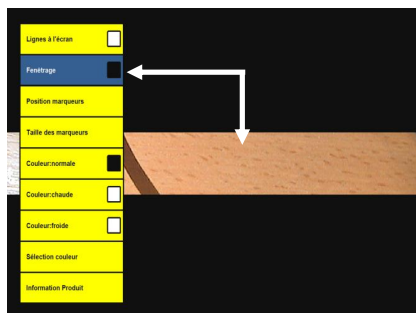 Lignes à l'écran
Fenêtrage
Position marqueurs
Taille des marqueurs
Couleur:normale
Couleur:chaude
Couleur:froide
Sélection couleur
Information Produit